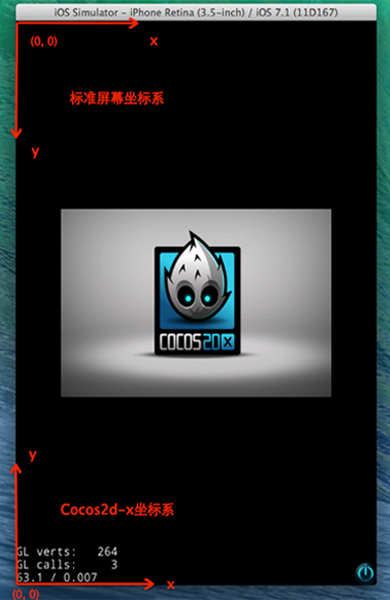 iOS Simulator - iPhone Retina (3.5-inch) / iOS 7.1 (11D167)
(0, 0)
x
标准屏幕坐标系
y
COCOS2DX
y
Cocos2d-x坐标系
GL verts: 264
GL calls: 3
63.1 / 0.007
x
(0, 0)